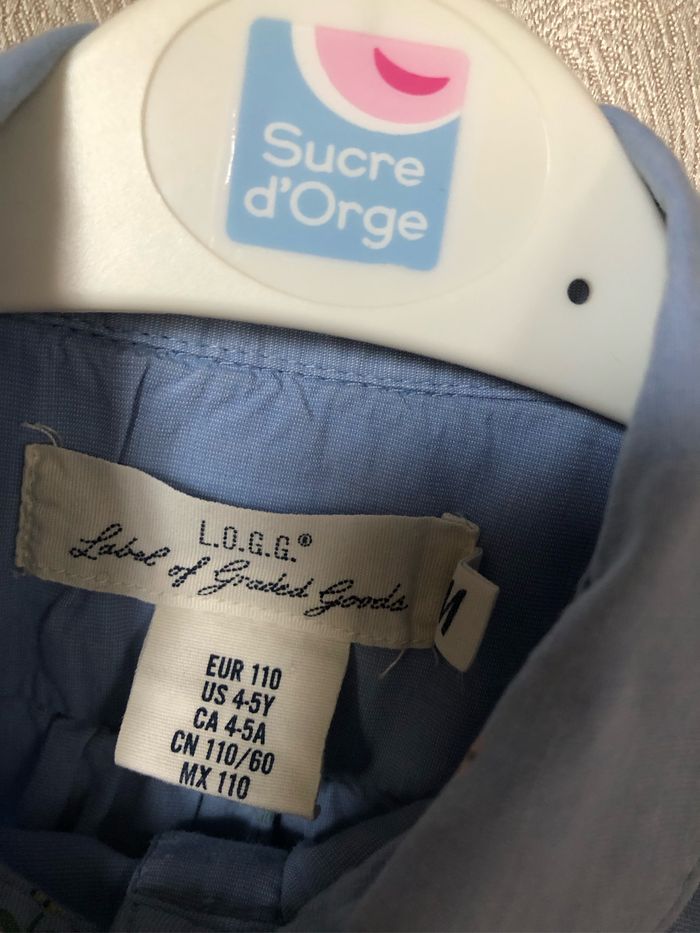 Sucre
d'Orge
L.O.G.G.®
Label of Graded Goods
EUR 110
US 4-5Y
CA 4-5A
CN 110/60
MX 110